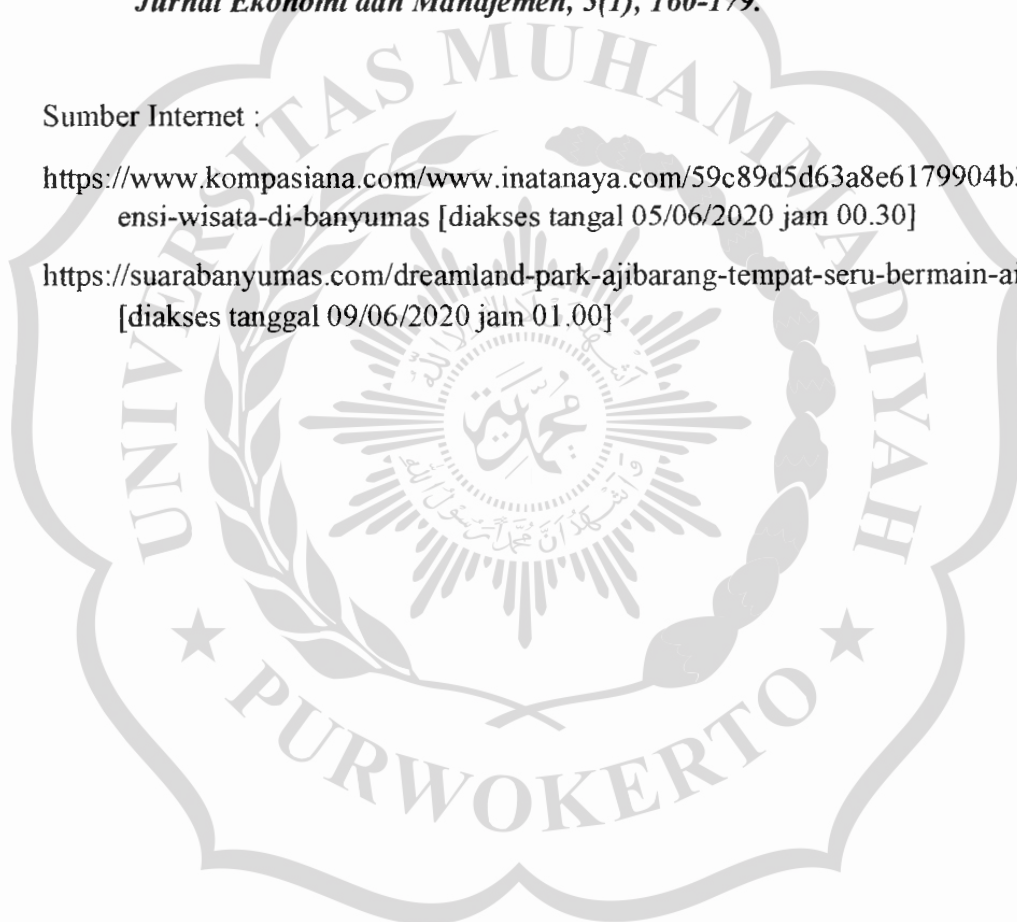 Jurnal Ekonomi dan Manajemen, 5(1), 160-179.
Sumber Internet :
https://www.kompasiana.com/www.inatanaya.com/59c89d5d63a8e6179904b
ensi-wisata-di-banyumas [diakses tangal 05/06/2020 jam 00.30]
https://suarabanyumas.com/dreamland-park-ajibarang-tempat-seru-bermain-ai
[diakses tanggal 09/06/2020 jam 01.00]
UNIVERSITAS MUHAMMADIYAH
PURWOKERTO